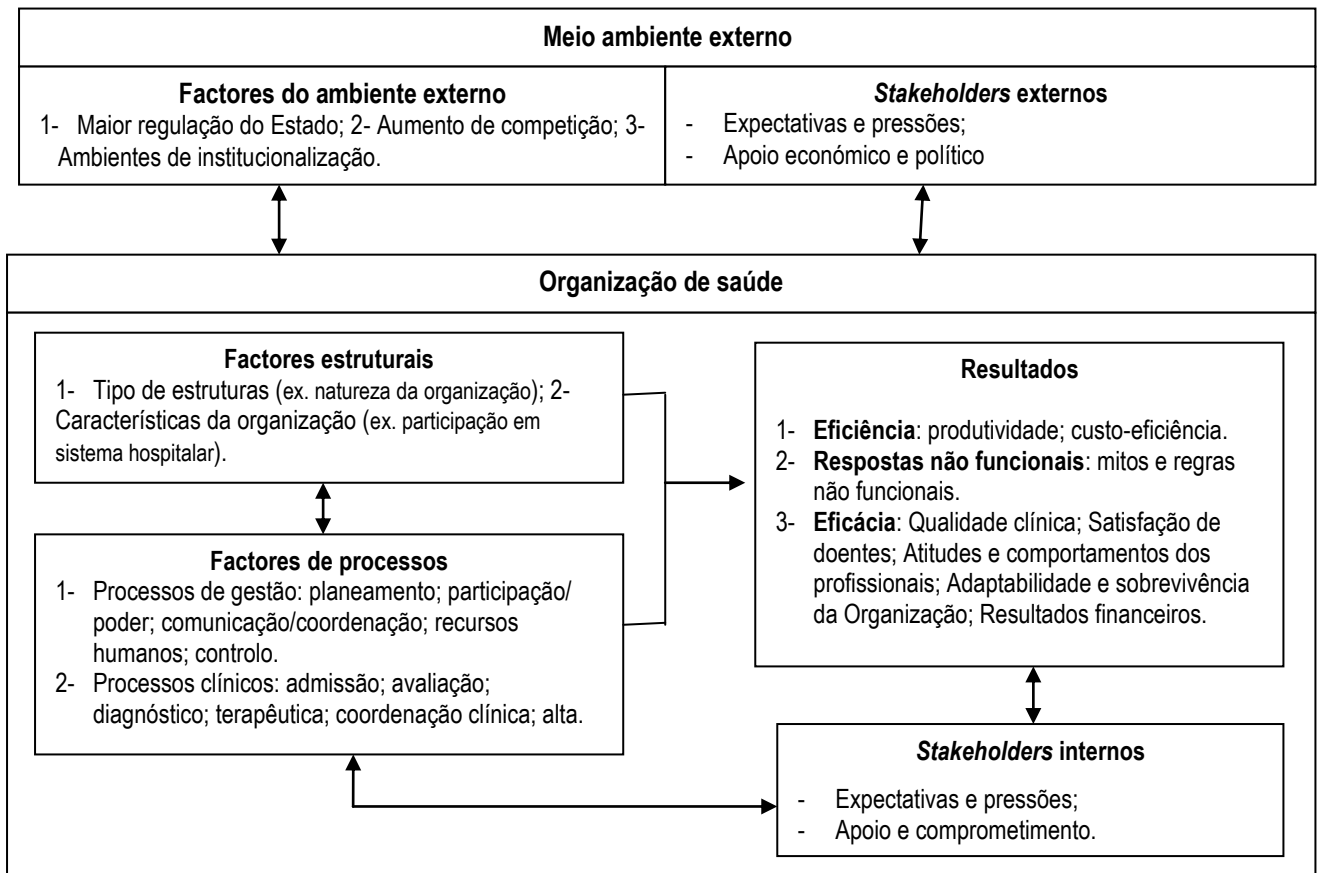 Meio ambiente externo
Factores do ambiente externo
1- Maior regulação do Estado; 2- Aumento de competição; 3-
Ambientes de institucionalização.
Stakeholders externos
- Expectativas e pressões;
- Apoio económico e político
Organização de saúde
Factores estruturais
1- Tipo de estruturas (ex. natureza da organização); 2-
Características da organização (ex. participação em
sistema hospitalar).
Factores de processos
1- Processos de gestão: planeamento; participação/
poder; comunicação/coordenação; recursos
humanos; controlo.
2- Processos clínicos: admissão; avaliação;
diagnóstico; terapêutica; coordenação clínica; alta.
Resultados
1- Eficiência: produtividade; custo-eficiência.
2- Respostas não funcionais: mitos e regras
não funcionais.
3- Eficácia: Qualidade clínica; Satisfação de
doentes; Atitudes e comportamentos dos
profissionais; Adaptabilidade e sobrevivência
da Organização; Resultados financeiros.
Stakeholders internos
- Expectativas e pressões;
- Apoio e comprometimento.